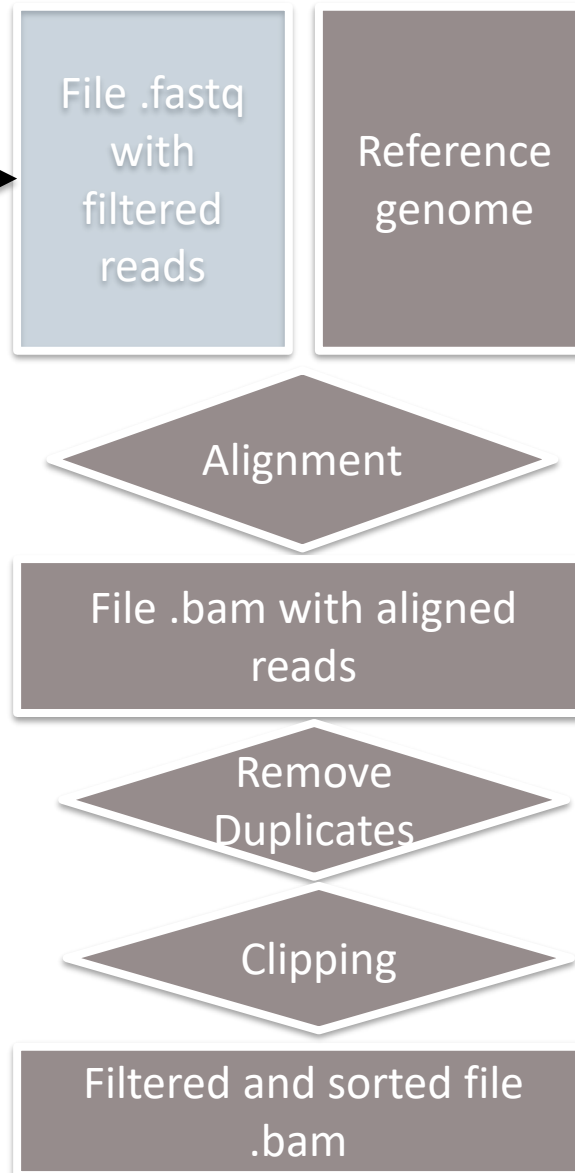 File .fastq
with
filtered
reads
Reference
genome
Alignment
File .bam with aligned
reads
Remove
Duplicates
Clipping
Filtered and sorted file
.bam